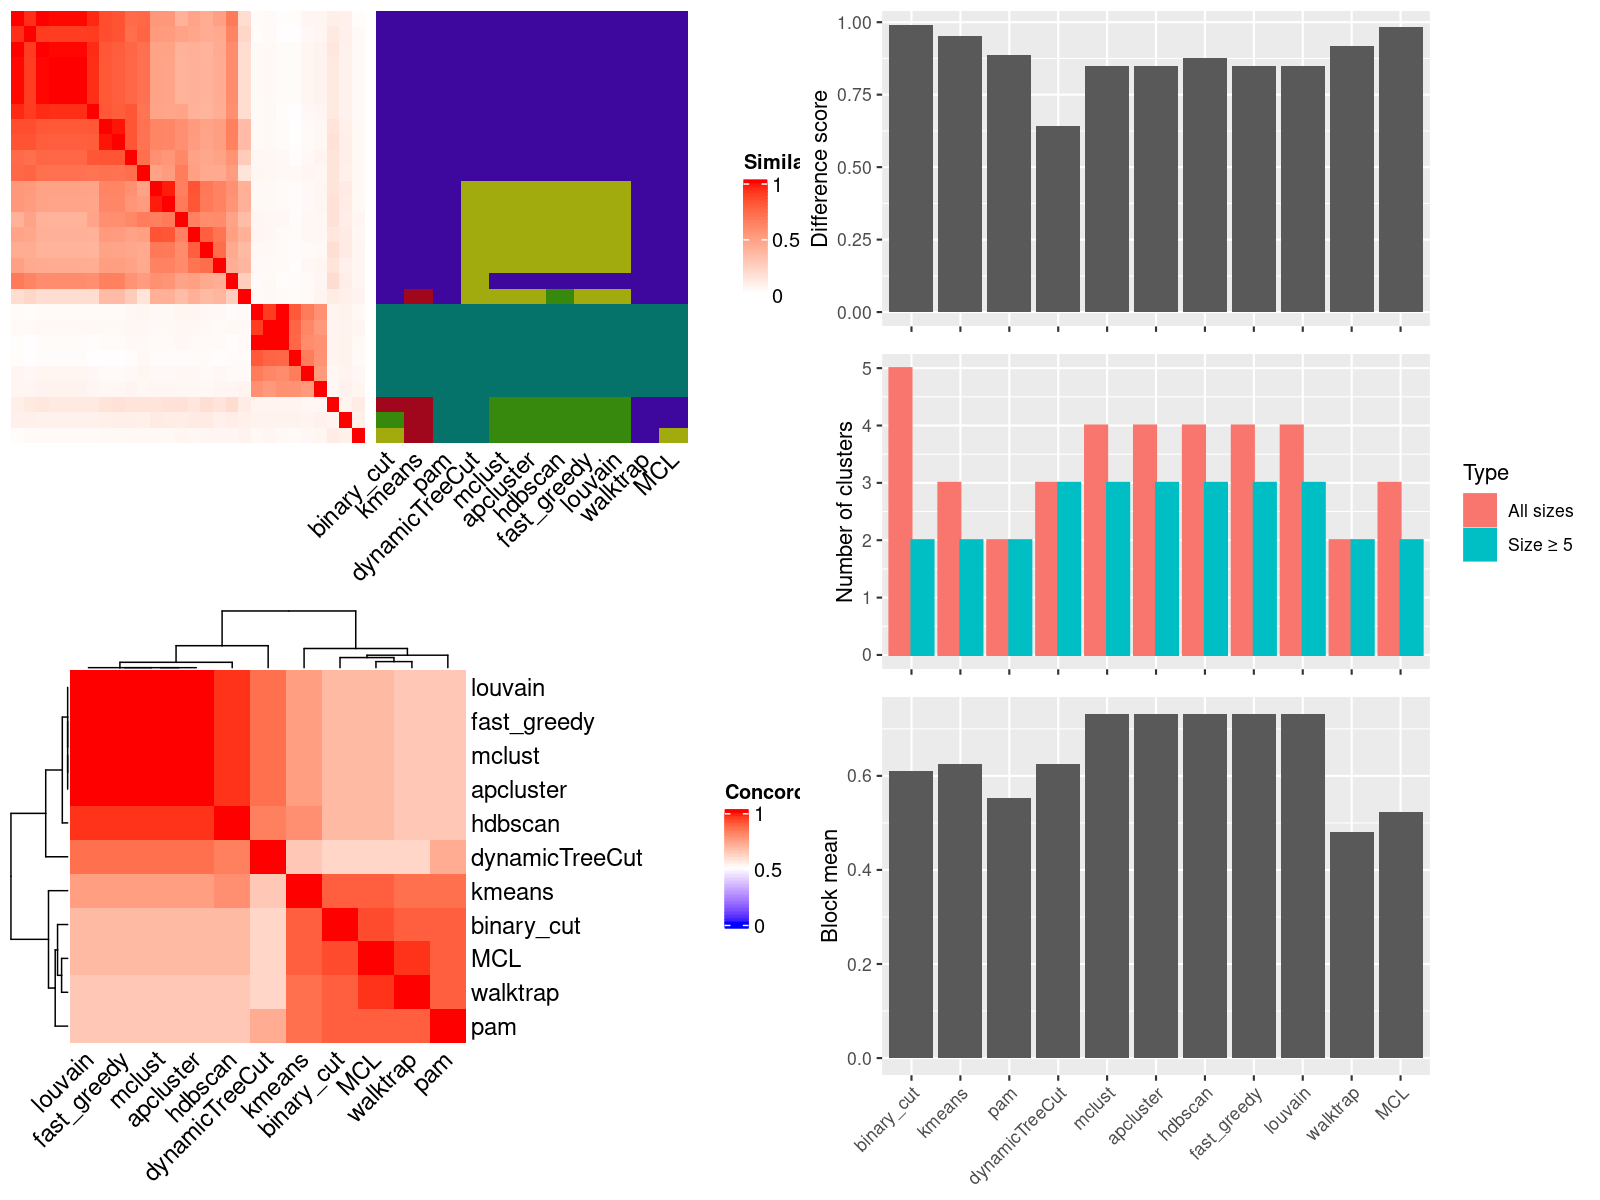 Simila
1
0.5
0
binary_cut
kmeans
pam
dynamicTreeCut
mclust
apcluster
hdbscan
fast_greedy
louvain
walktrap
MCL
louvain
fast_greedy
mclust
apcluster
hdbscan
dynamicTreeCut
kmeans
binary_cut
MCL
walktrap
pam
louvain
fast_greedy
mclust
apcluster
hdbscan
dynamicTreeCut
kmeans
binary_cut
MCL
walktrap
pam
Concord
1
0.5
0
Difference score
1.00
0.75
0.50
0.25
0.00
Number of clusters
5
4
3
2
1
0
Type
All sizes
Size ≥ 5
Block mean
0.6
0.4
0.2
0.0
binary_cut
kmeans
pam
dynamicTreeCut
mclust
apcluster
hdbscan
fast_greedy
louvain
walktrap
MCL